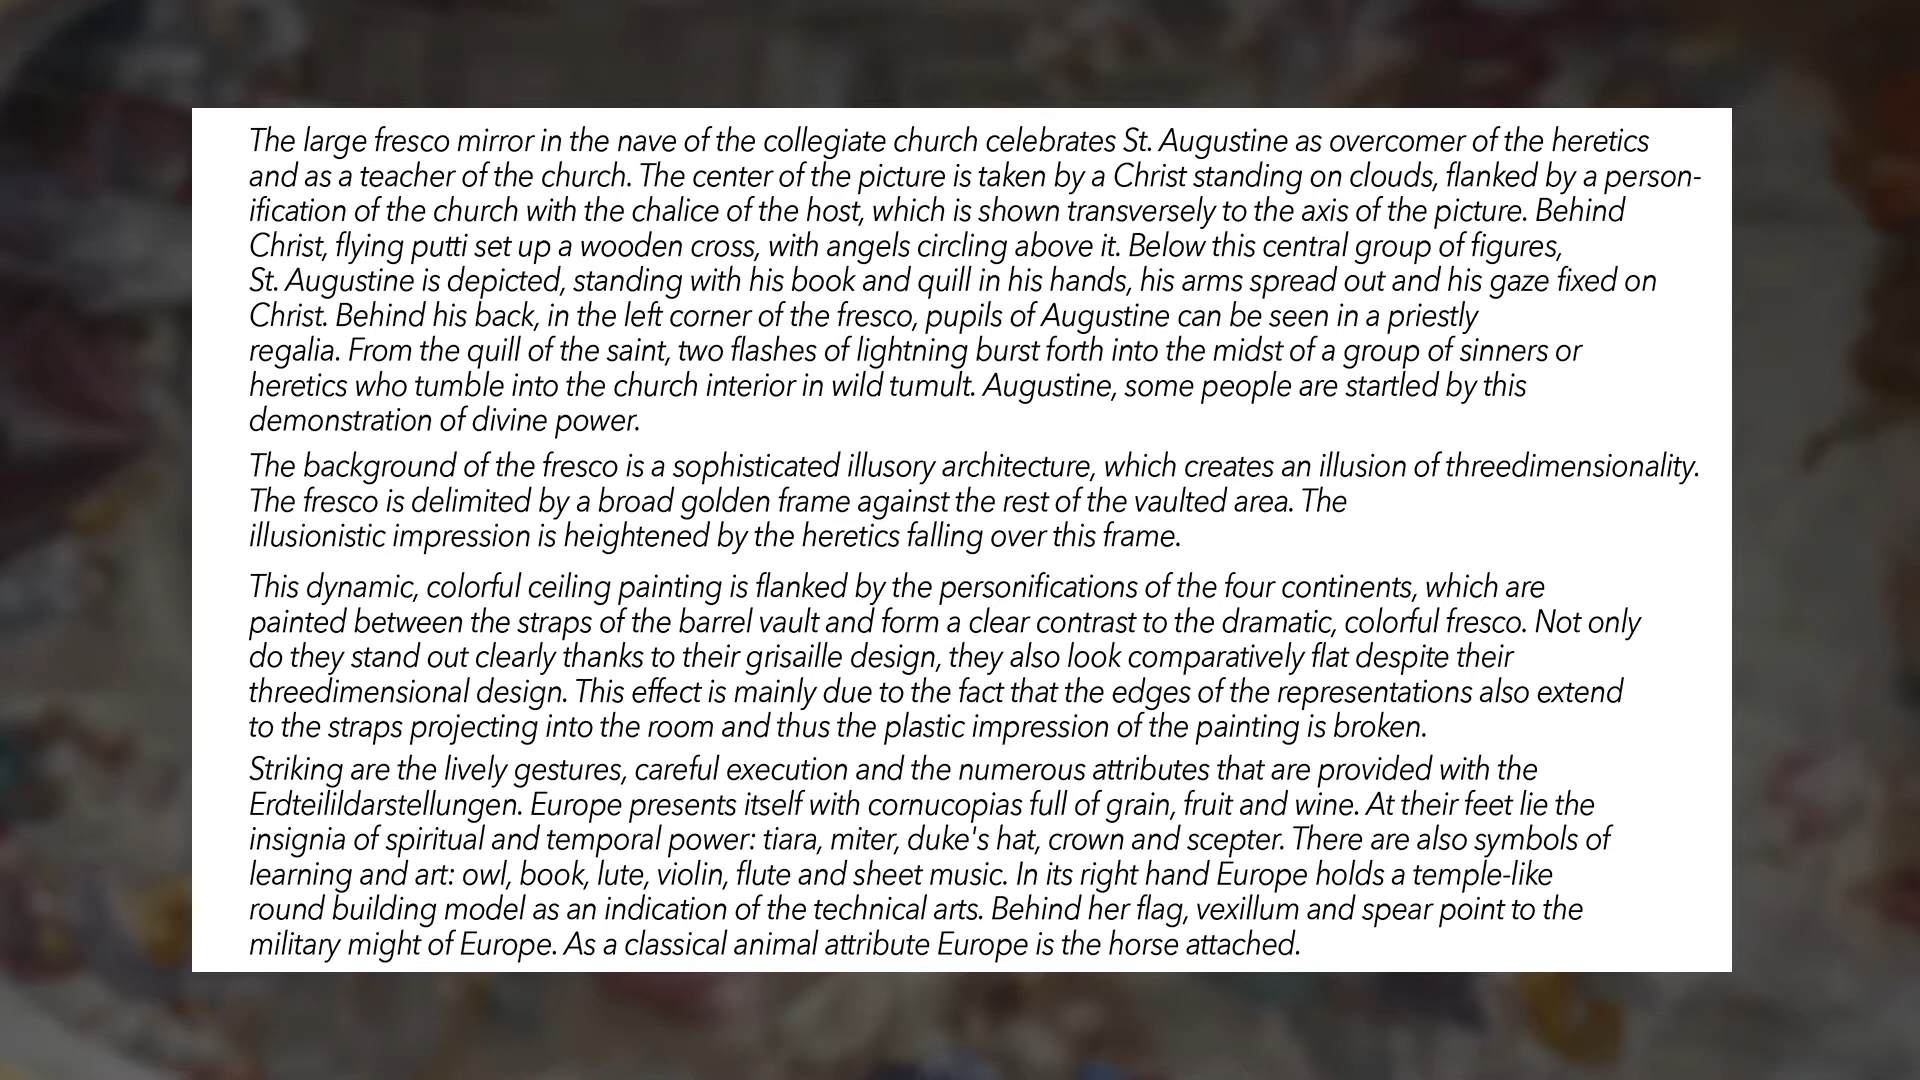 The large fresco mirror in the nave of the collegiate church celebrates St. Augustine as overcomer of the heretics
and as a teacher of the church. The center of the picture is taken by a Christ standing on clouds, flanked by a person-
ification of the church with the chalice of the host, which is shown transversely to the axis of the picture. Behind
Christ, flying putti set up a wooden cross, with angels circling above it. Below this central group of figures,
St. Augustine is depicted, standing with his book and quill in his hands, his arms spread out and his gaze fixed on
Christ. Behind his back, in the left corner of the fresco, pupils of Augustine can be seen in a priestly
regalia. From the quill of the saint, two flashes of lightning burst forth into the midst of a group of sinners or
heretics who tumble into the church interior in wild tumult. Augustine, some people are startled by this
demonstration of divine power.
The background of the fresco is a sophisticated illusory architecture, which creates an illusion of threedimensionality.
The fresco is delimited by a broad golden frame against the rest of the vaulted area. The
illusionistic impression is heightened by the heretics falling over this frame.
This dynamic, colorful ceiling painting is flanked by the personifications of the four continents, which are
painted between the straps of the barrel vault and form a clear contrast to the dramatic, colorful fresco. Not only
do they stand out clearly thanks to their grisaille design, they also look comparatively flat despite their
threedimensional design. This effect is mainly due to the fact that the edges of the representations also extend
to the straps projecting into the room and thus the plastic impression of the painting is broken.
Striking are the lively gestures, careful execution and the numerous attributes that are provided with the
Erdteilildarstellungen. Europe presents itself with cornucopias full of grain, fruit and wine. At their feet lie the
insignia of spiritual and temporal power: tiara, miter, duke's hat, crown and scepter. There are also symbols of
learning and art: owl, book, lute, violin, flute and sheet music. In its right hand Europe holds a temple-like
round building model as an indication of the technical arts. Behind her flag, vexillum and spear point to the
military might of Europe. As a classical animal attribute Europe is the horse attached.